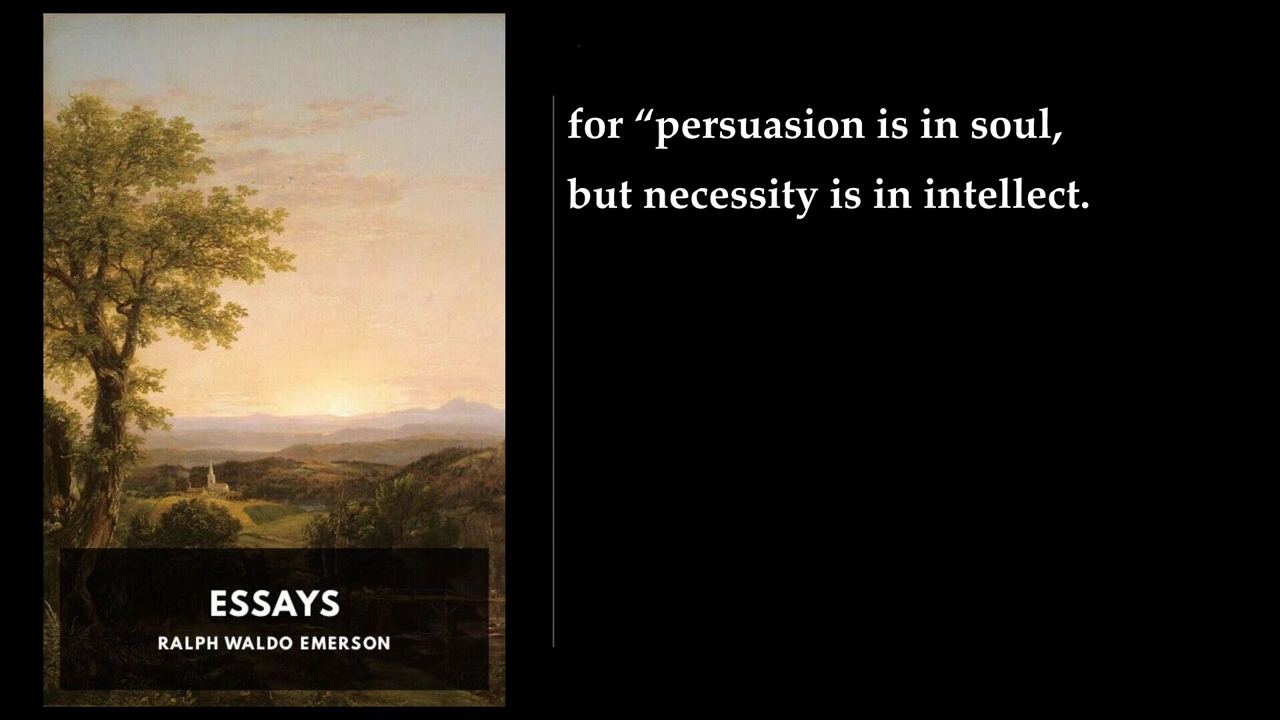 for “persuasion is in soul,
but necessity is in intellect.
ESSAYS
RALPH WALDO EMERSON